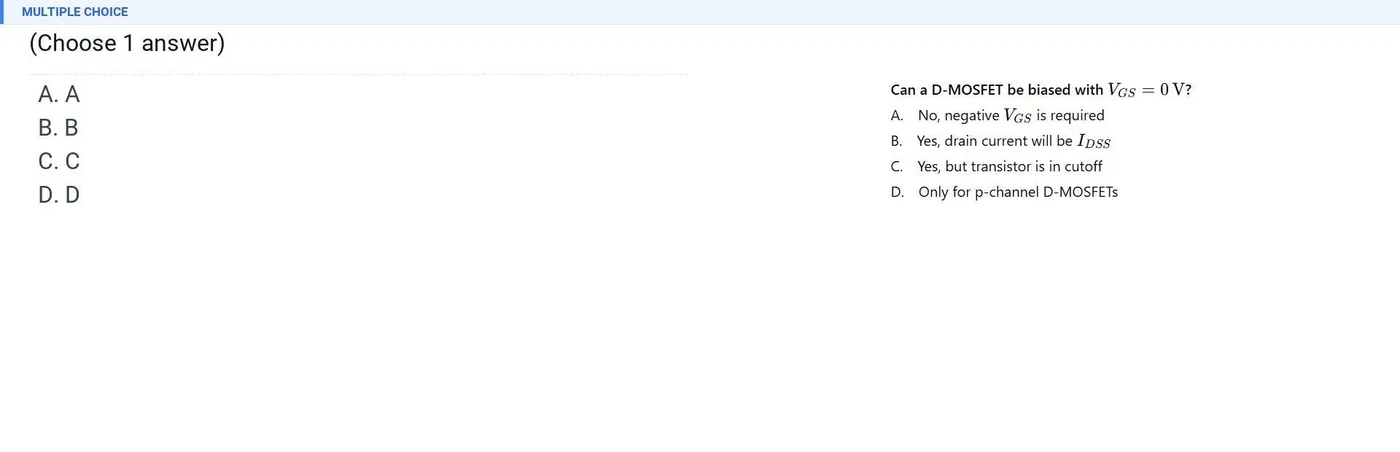 MULTIPLE CHOICE
(Choose 1 answer)
A. A
B. B
C. C
D. D
Can a D-MOSFET be biased with V_GS = 0 V?
A. No, negative V_GS is required
B. Yes, drain current will be I_DSS
C. Yes, but transistor is in cutoff
D. Only for p-channel D-MOSFETs